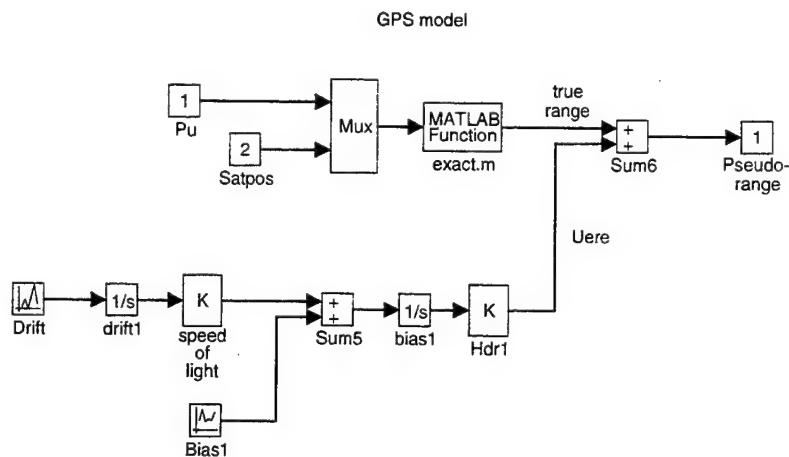 GPS model
1
Pu
2
Satpos
Mux
MATLAB
Function
exact.m
true
range
+
+
Sum6
1
Pseudo-
range
Uere
Drift
1/s
drift1
K
speed
of
light
+
+
Sum5
1/s
bias1
K
Hdr1
Bias1